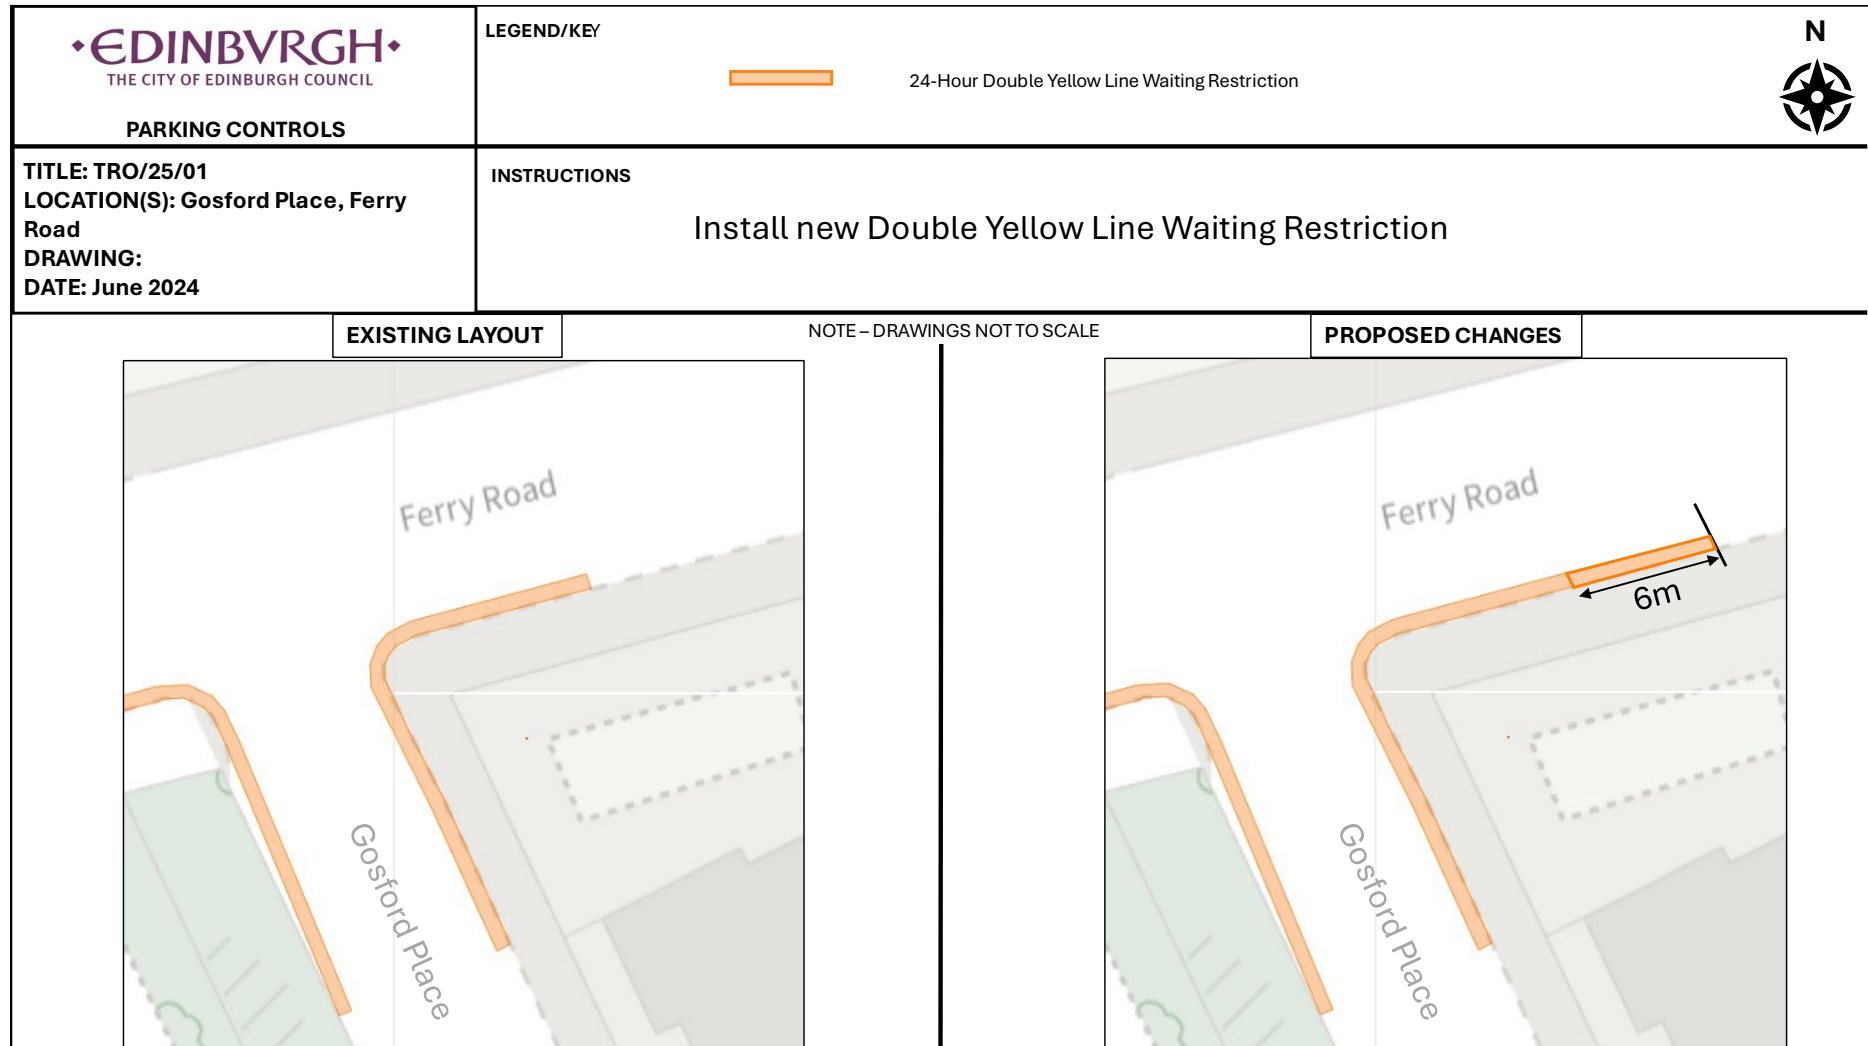 EDINBVRGH
THE CITY OF EDINBURGH COUNCIL
PARKING CONTROLS
LEGEND/KEY
24-Hour Double Yellow Line Waiting Restriction
N
TITLE: TRO/25/01
LOCATION(S): Gosford Place, Ferry
Road
DRAWING:
DATE: June 2024
INSTRUCTIONS
Install new Double Yellow Line Waiting Restriction
EXISTING LAYOUT
NOTE – DRAWINGS NOT TO SCALE
PROPOSED CHANGES
Ferry Road
Gosford Place
Ferry Road
6m
Gosford Place